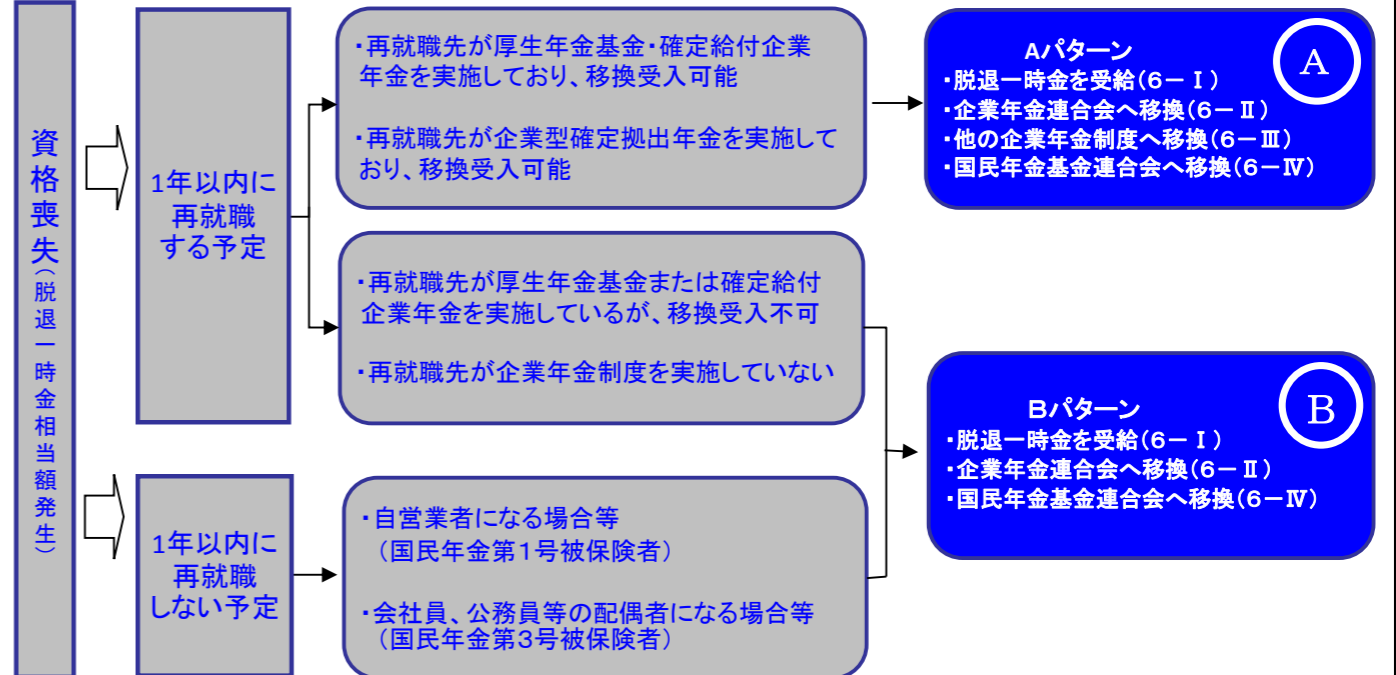 資格喪失(脱退一時金相当額発生)
1年以内に
再就職
する予定
・再就職先が厚生年金基金・確定給付企業
年金を実施しており、移換受入可能
・再就職先が企業型確定拠出年金を実施して
おり、移換受入可能
Aパターン
A
・脱退一時金を受給(6-Ⅰ)
・企業年金連合会へ移換(6-Ⅱ)
・他の企業年金制度へ移換(6-Ⅲ)
・国民年金基金連合会へ移換(6-Ⅳ)
・再就職先が厚生年金基金または確定給付
企業年金を実施しているが、移換受入不可
・再就職先が企業年金制度を実施していない
Bパターン
B
・脱退一時金を受給(6-Ⅰ)
・企業年金連合会へ移換(6-Ⅱ)
・国民年金基金連合会へ移換(6-Ⅳ)
1年以内に
再就職
しない予定
・自営業者になる場合等
(国民年金第1号被保険者)
・会社員、公務員等の配偶者になる場合等
(国民年金第3号被保険者)